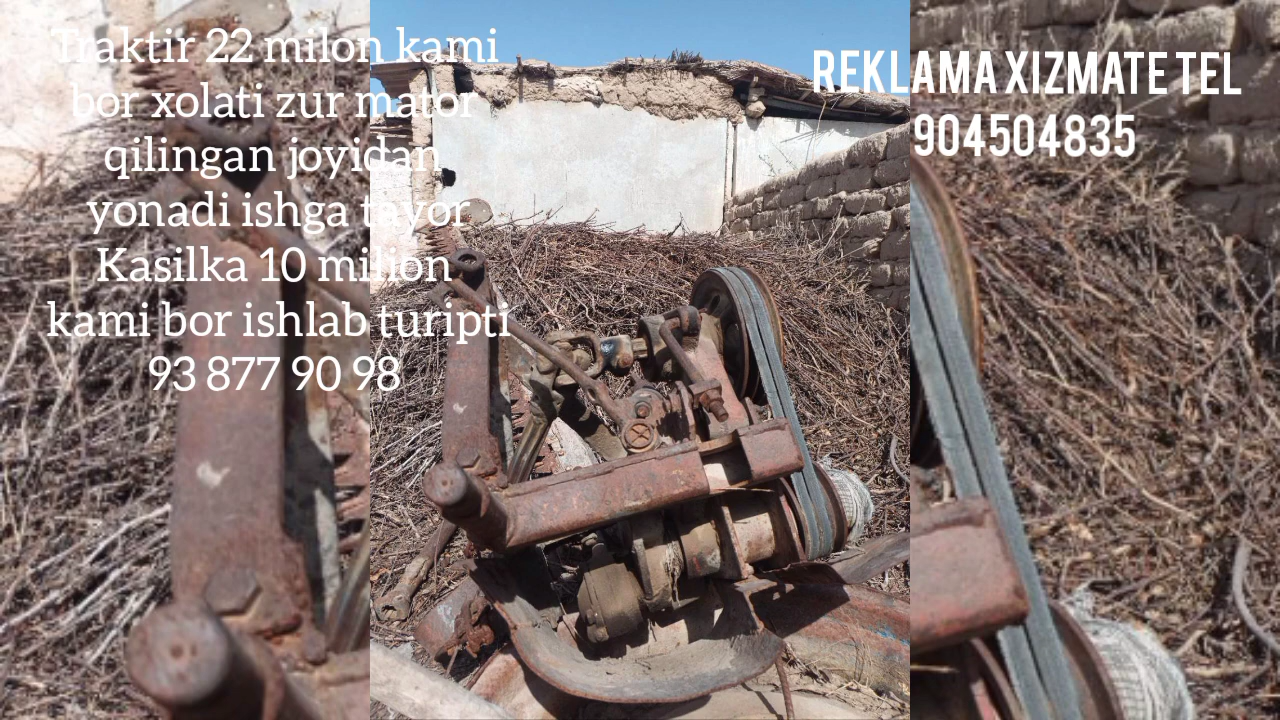 Traktir 22 milon kami
bor xolati zur mator
qilingan joyidan
yonadi ishga tayor
Kasilka 10 milion
kami bor ishlab turipti
93 877 90 98
REKLAMA XIZMATE TEL
904504835